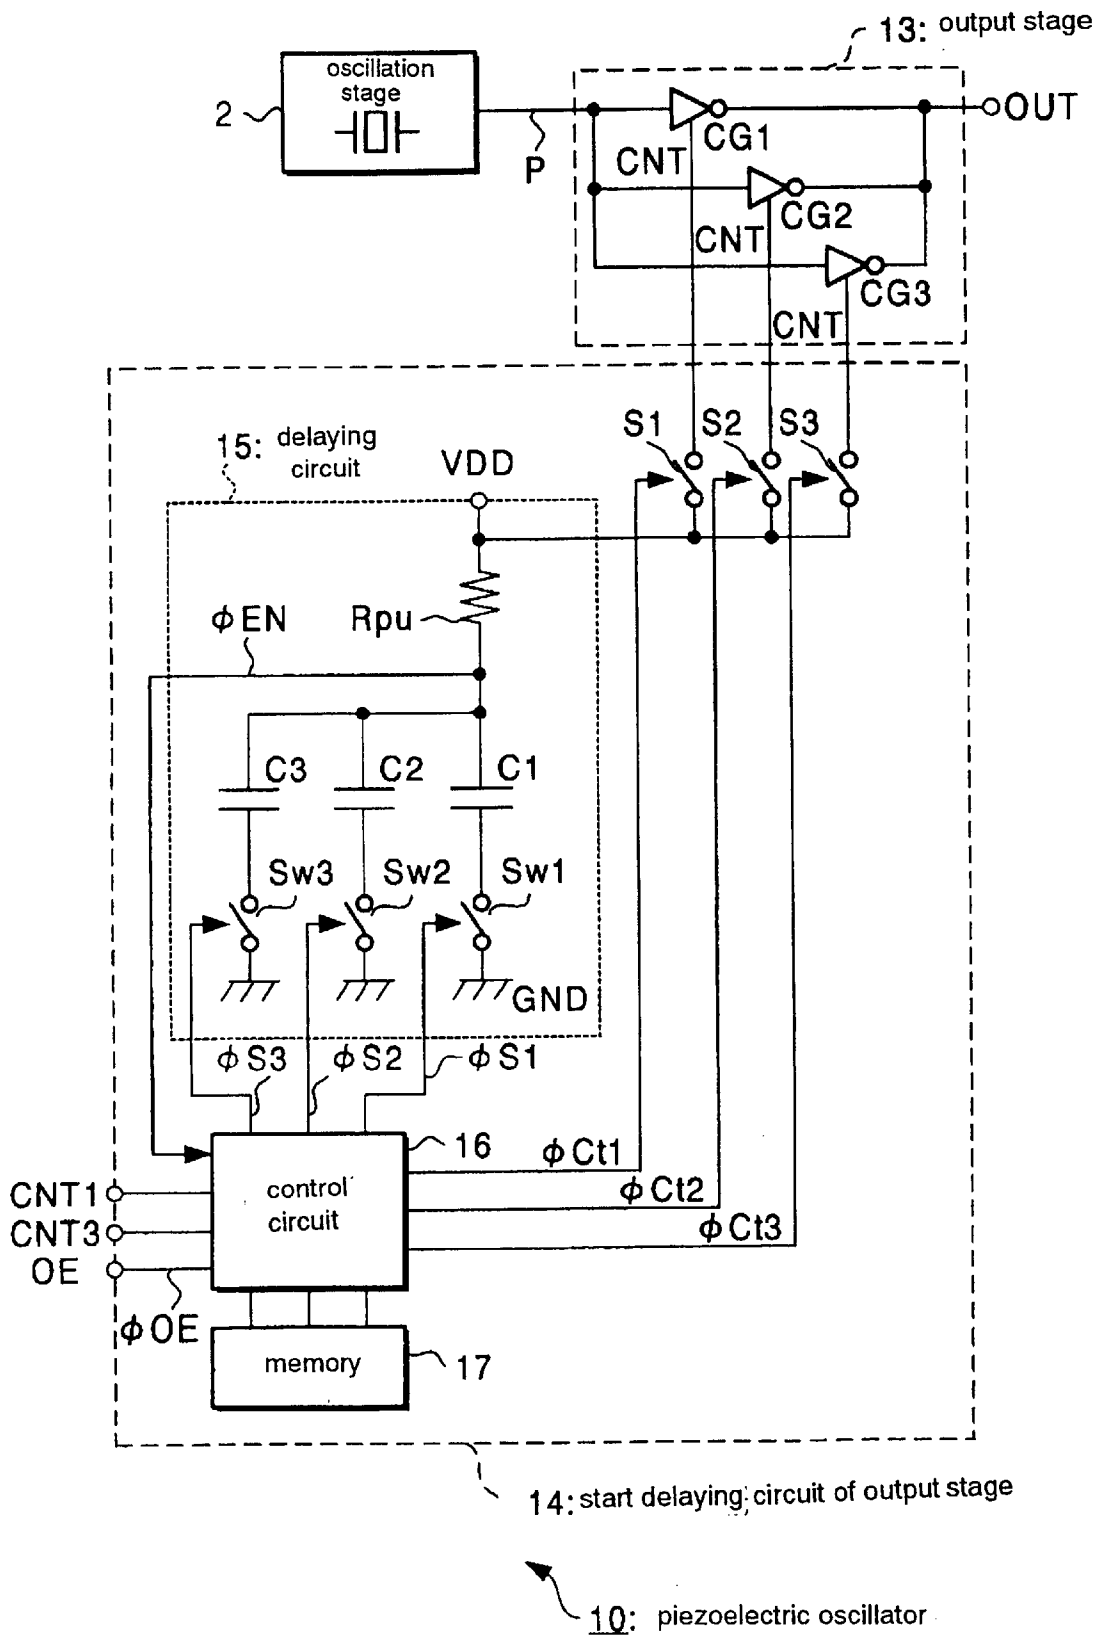 13: output stage
oscillation
stage
2
P
OUT
CG1
CNT
CG2
CNT
CG3
CNT
S1
S2
S3
15: delaying
circuit
VDD
φEN
Rpu
C3
C2
C1
Sw3
Sw2
Sw1
GND
φS3
φS2
φS1
16
φCt1
φCt2
φCt3
CNT1
CNT3
OE
control
circuit
φOE
memory
17
14: start delaying circuit of output stage
10: piezoelectric oscillator